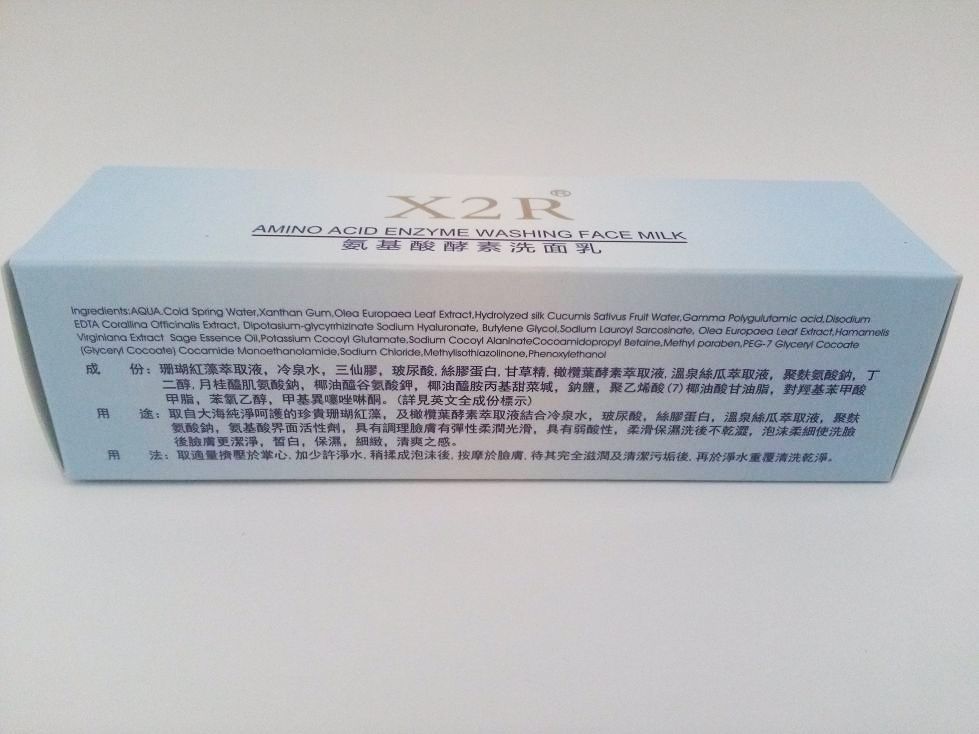 X2R®
AMINO ACID ENZYME WASHING FACE MILK
氨基酸酵素洗面乳
Ingredients:AQUA.Cold Spring Water,Xanthan Gum,Olea Europaea Leaf Extract,Hydrolyzed silk Cucumis Sativus Fruit Water,Gamma Polygulutamic acid,Disodium
EDTA Corallina Officinalis Extract, Dipotasium-glycyrrhizinate Sodium Hyaluronate, Butylene Glycol,Sodium Lauroyl Sarcosinate, Olea Europaea Leaf Extract,Hamamelis
Virginiana Extract Sage Essence Oil,Potassium Cocoyl Glutamate,Sodium Cocoyl AlaninateCocoamidopropyl Betaine,Methyl paraben,PEG-7 Glyceryl Cocoate
(Glyceryl Cocoate) Cocamide Monoethanolamide,Sodium Chloride,Methylisothiazolinone,Phenoxylethanol
成 份：珊瑚紅藻萃取液，冷泉水，三仙膠，玻尿酸，絲膠蛋白，甘草精，橄欖葉酵素萃取液，溫泉絲瓜萃取液，聚麩氨酸鈉，丁
二醇，月桂醯肌氨酸鈉，椰油醯谷氨酸鉀，椰油醯胺丙基甜菜城，鈉鹽，聚乙烯酸(7)椰油酸甘油脂，對羥基苯甲酸
甲脂，苯氧乙醇，甲基異噻唑啉酮。（詳見英文全成份標示）
用 途：取自大海純淨呵護的珍貴珊瑚紅藻，及橄欖葉酵素萃取液結合冷泉水，玻尿酸，絲膠蛋白，溫泉絲瓜萃取液，聚麩
氨酸鈉，氨基酸界面活性劑，具有調理臉膚有彈性柔潤光滑，具有弱酸性，柔滑保濕洗後不乾澀，泡沫柔細使洗臉
後臉膚更潔淨，皙白，保濕，細緻，清爽之感。
用 法：取適量擠壓於掌心，加少許淨水，稍揉成泡沫後，按摩於臉膚，待其完全滋潤及清潔污垢後，再於淨水重覆清洗乾淨。